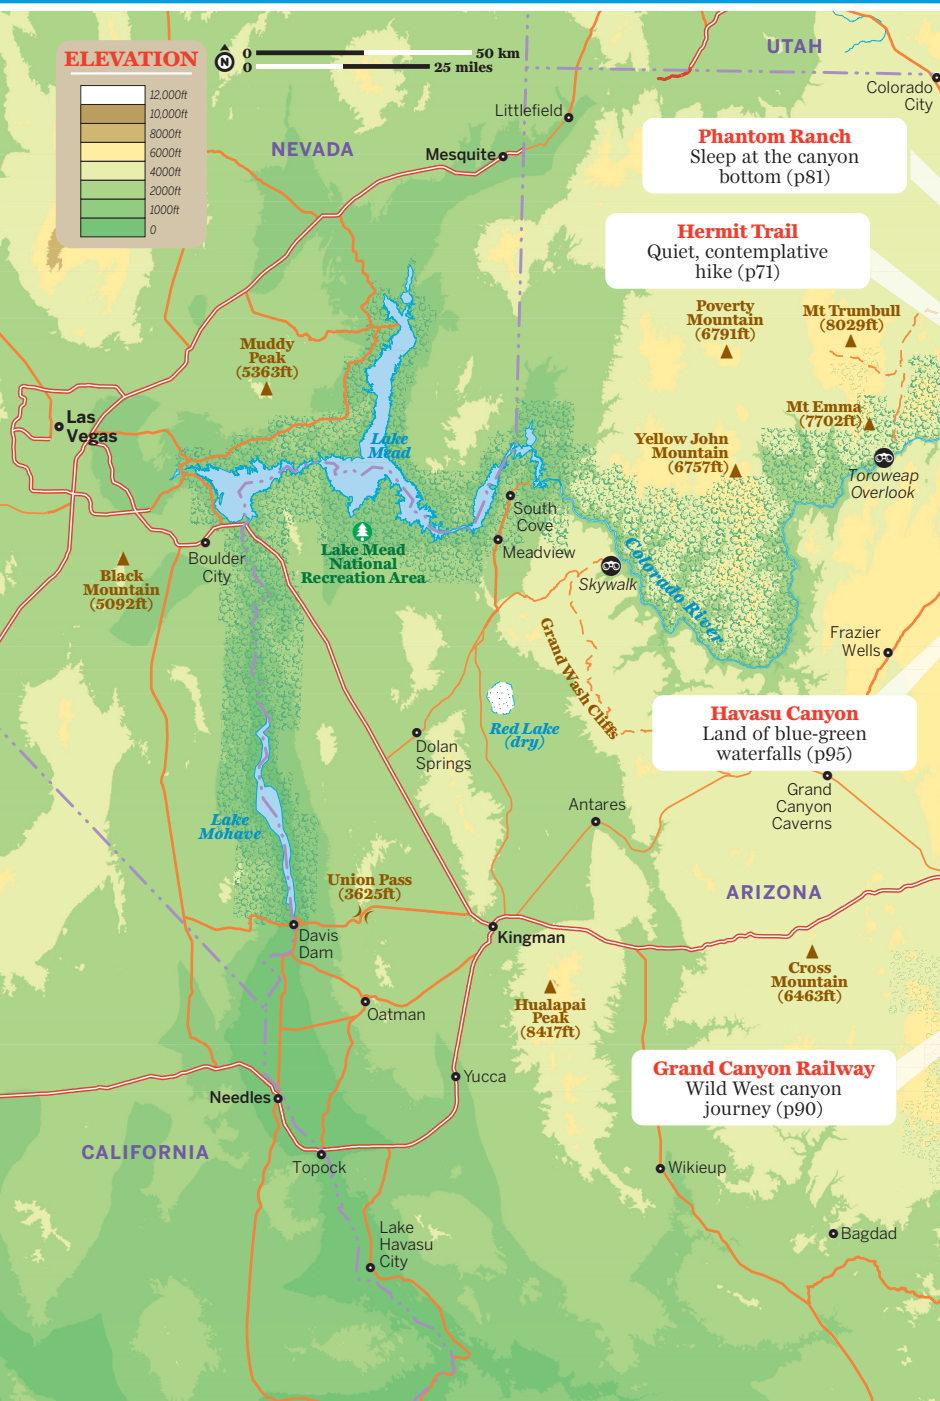 ELEVATION
12,000ft
10,000ft
8000ft
6000ft
4000ft
2000ft
1000ft
0
N
0
50 km
0
25 miles
UTAH
Colorado
City
Littlefield
NEVADA
Mesquite
Phantom Ranch
Sleep at the canyon
bottom (p81)
Hermit Trail
Quiet, contemplative
hike (p71)
Poverty
Mountain
(6791ft)
Mt Trumbull
(8029ft)
Muddy
Peak
(5363ft)
Las
Vegas
Mt Emma
(7702ft)
Lake
Mead
Yellow John
Mountain
(6757ft)
Toroweap
Overlook
South
Cove
Meadview
Boulder
City
Lake Mead
National
Recreation Area
Skywalk
Colorado River
Black
Mountain
(5092ft)
Grand Wash Cliffs
Frazier
Wells
Red Lake
(dry)
Havasu Canyon
Land of blue-green
waterfalls (p95)
Dolan
Springs
Grand
Canyon
Caverns
Antares
Lake
Mohave
Union Pass
(3625ft)
ARIZONA
Davis
Dam
Kingman
Cross
Mountain
(6463ft)
Hualapai
Peak
(8417ft)
Oatman
Grand Canyon Railway
Wild West canyon
journey (p90)
Yucca
Needles
CALIFORNIA
Topock
Wikieup
Lake
Havasu
City
Bagdad